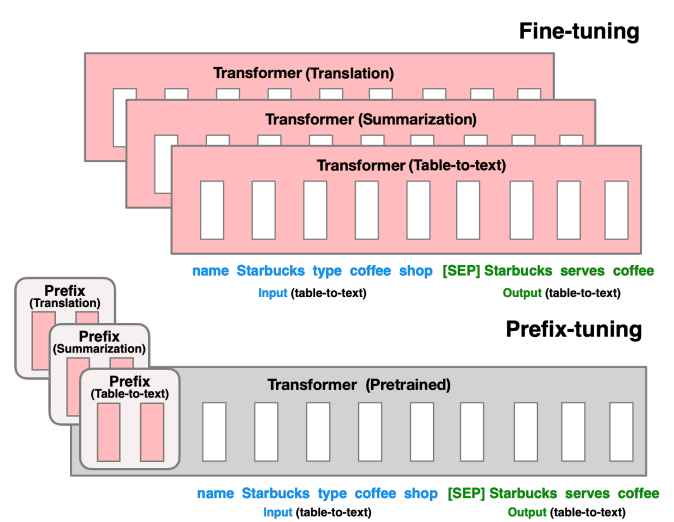 Fine-tuning
Transformer (Translation)
Transformer (Summarization)
Transformer (Table-to-text)
name Starbucks type coffee shop [SEP] Starbucks serves coffee
Input (table-to-text) Output (table-to-text)
Prefix-tuning
Prefix
(Translation)
Prefix
(Summarization)
Prefix
(Table-to-text)
Transformer (Pretrained)
name Starbucks type coffee shop [SEP] Starbucks serves coffee
Input (table-to-text) Output (table-to-text)